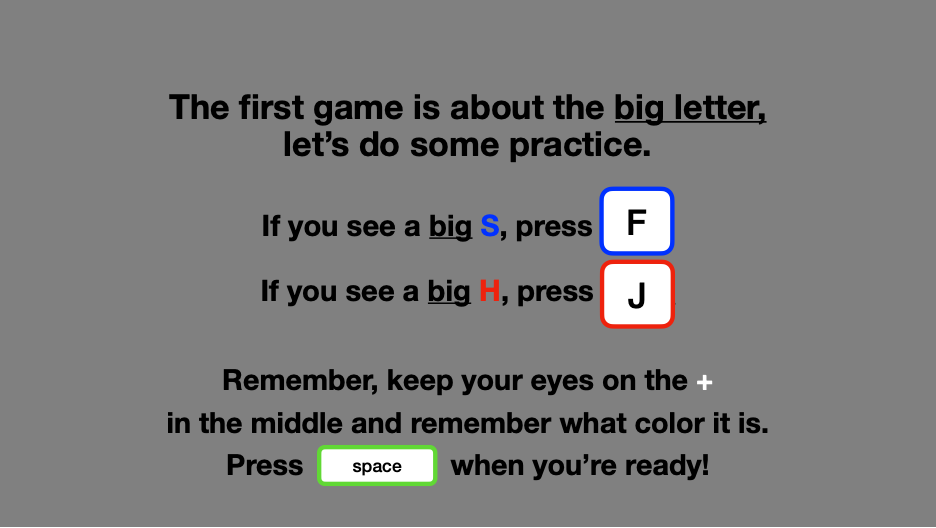 The first game is about the big letter,
let’s do some practice.
If you see a big S, press F
If you see a big H, press J
Remember, keep your eyes on the +
in the middle and remember what color it is.
Press space when you’re ready!